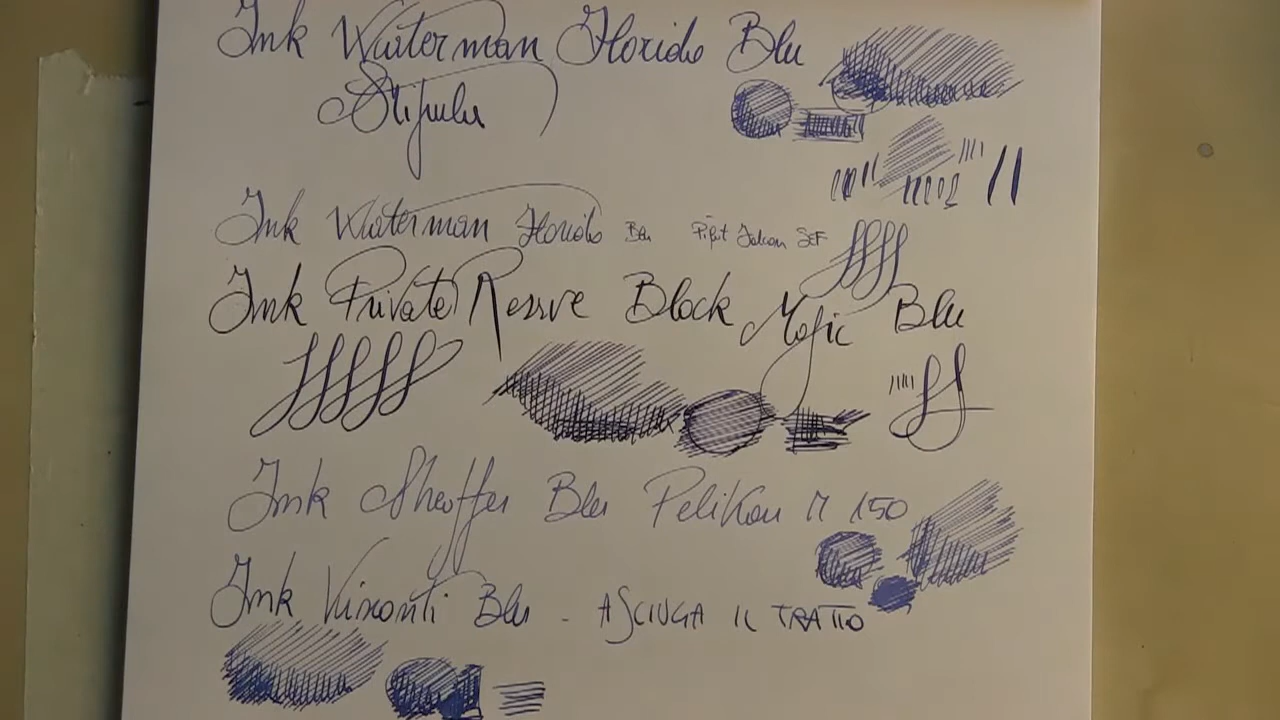 Ink Waterman Florida Blu
Stipula
Ink Waterman Florida Blu Pilot Falcon SEF
Ink Private Resrve Black Magic Blu
Ink Sheaffer Blu Pelikan M 150
Ink Visconti Blu - ASCIUGA IL TRATTO